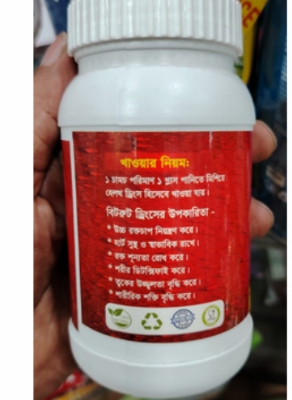 খাওয়ার নিয়ম:
১ চামচ পরিমাণ ১ গ্লাস পানিতে মিশিয়ে
হেলথ ড্রিংস হিসেবে খাওয়া যায়।
বিটরুট ড্রিংসের উপকারিতা -
* উচ্চ রক্তচাপ নিয়ন্ত্রণ করে।
* হার্ট সুস্থ ও স্বাভাবিক রাখে।
* রক্ত শূন্যতা রোধ করে।
* শরীর ডিটক্সিফাই করে।
* ত্বকের উজ্জ্বলতা বৃদ্ধি করে।
* শারীরিক শক্তি বৃদ্ধি করে।